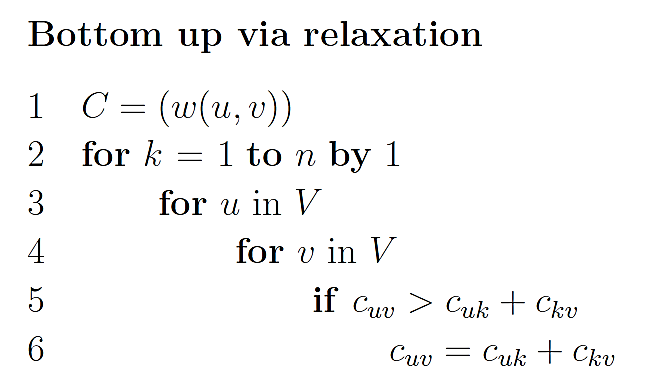 Bottom up via relaxation
1 C = (w(u, v))
2 for k = 1 to n by 1
3 for u in V
4 for v in V
5 if c_{uv} > c_{uk} + c_{kv}
6 c_{uv} = c_{uk} + c_{kv}